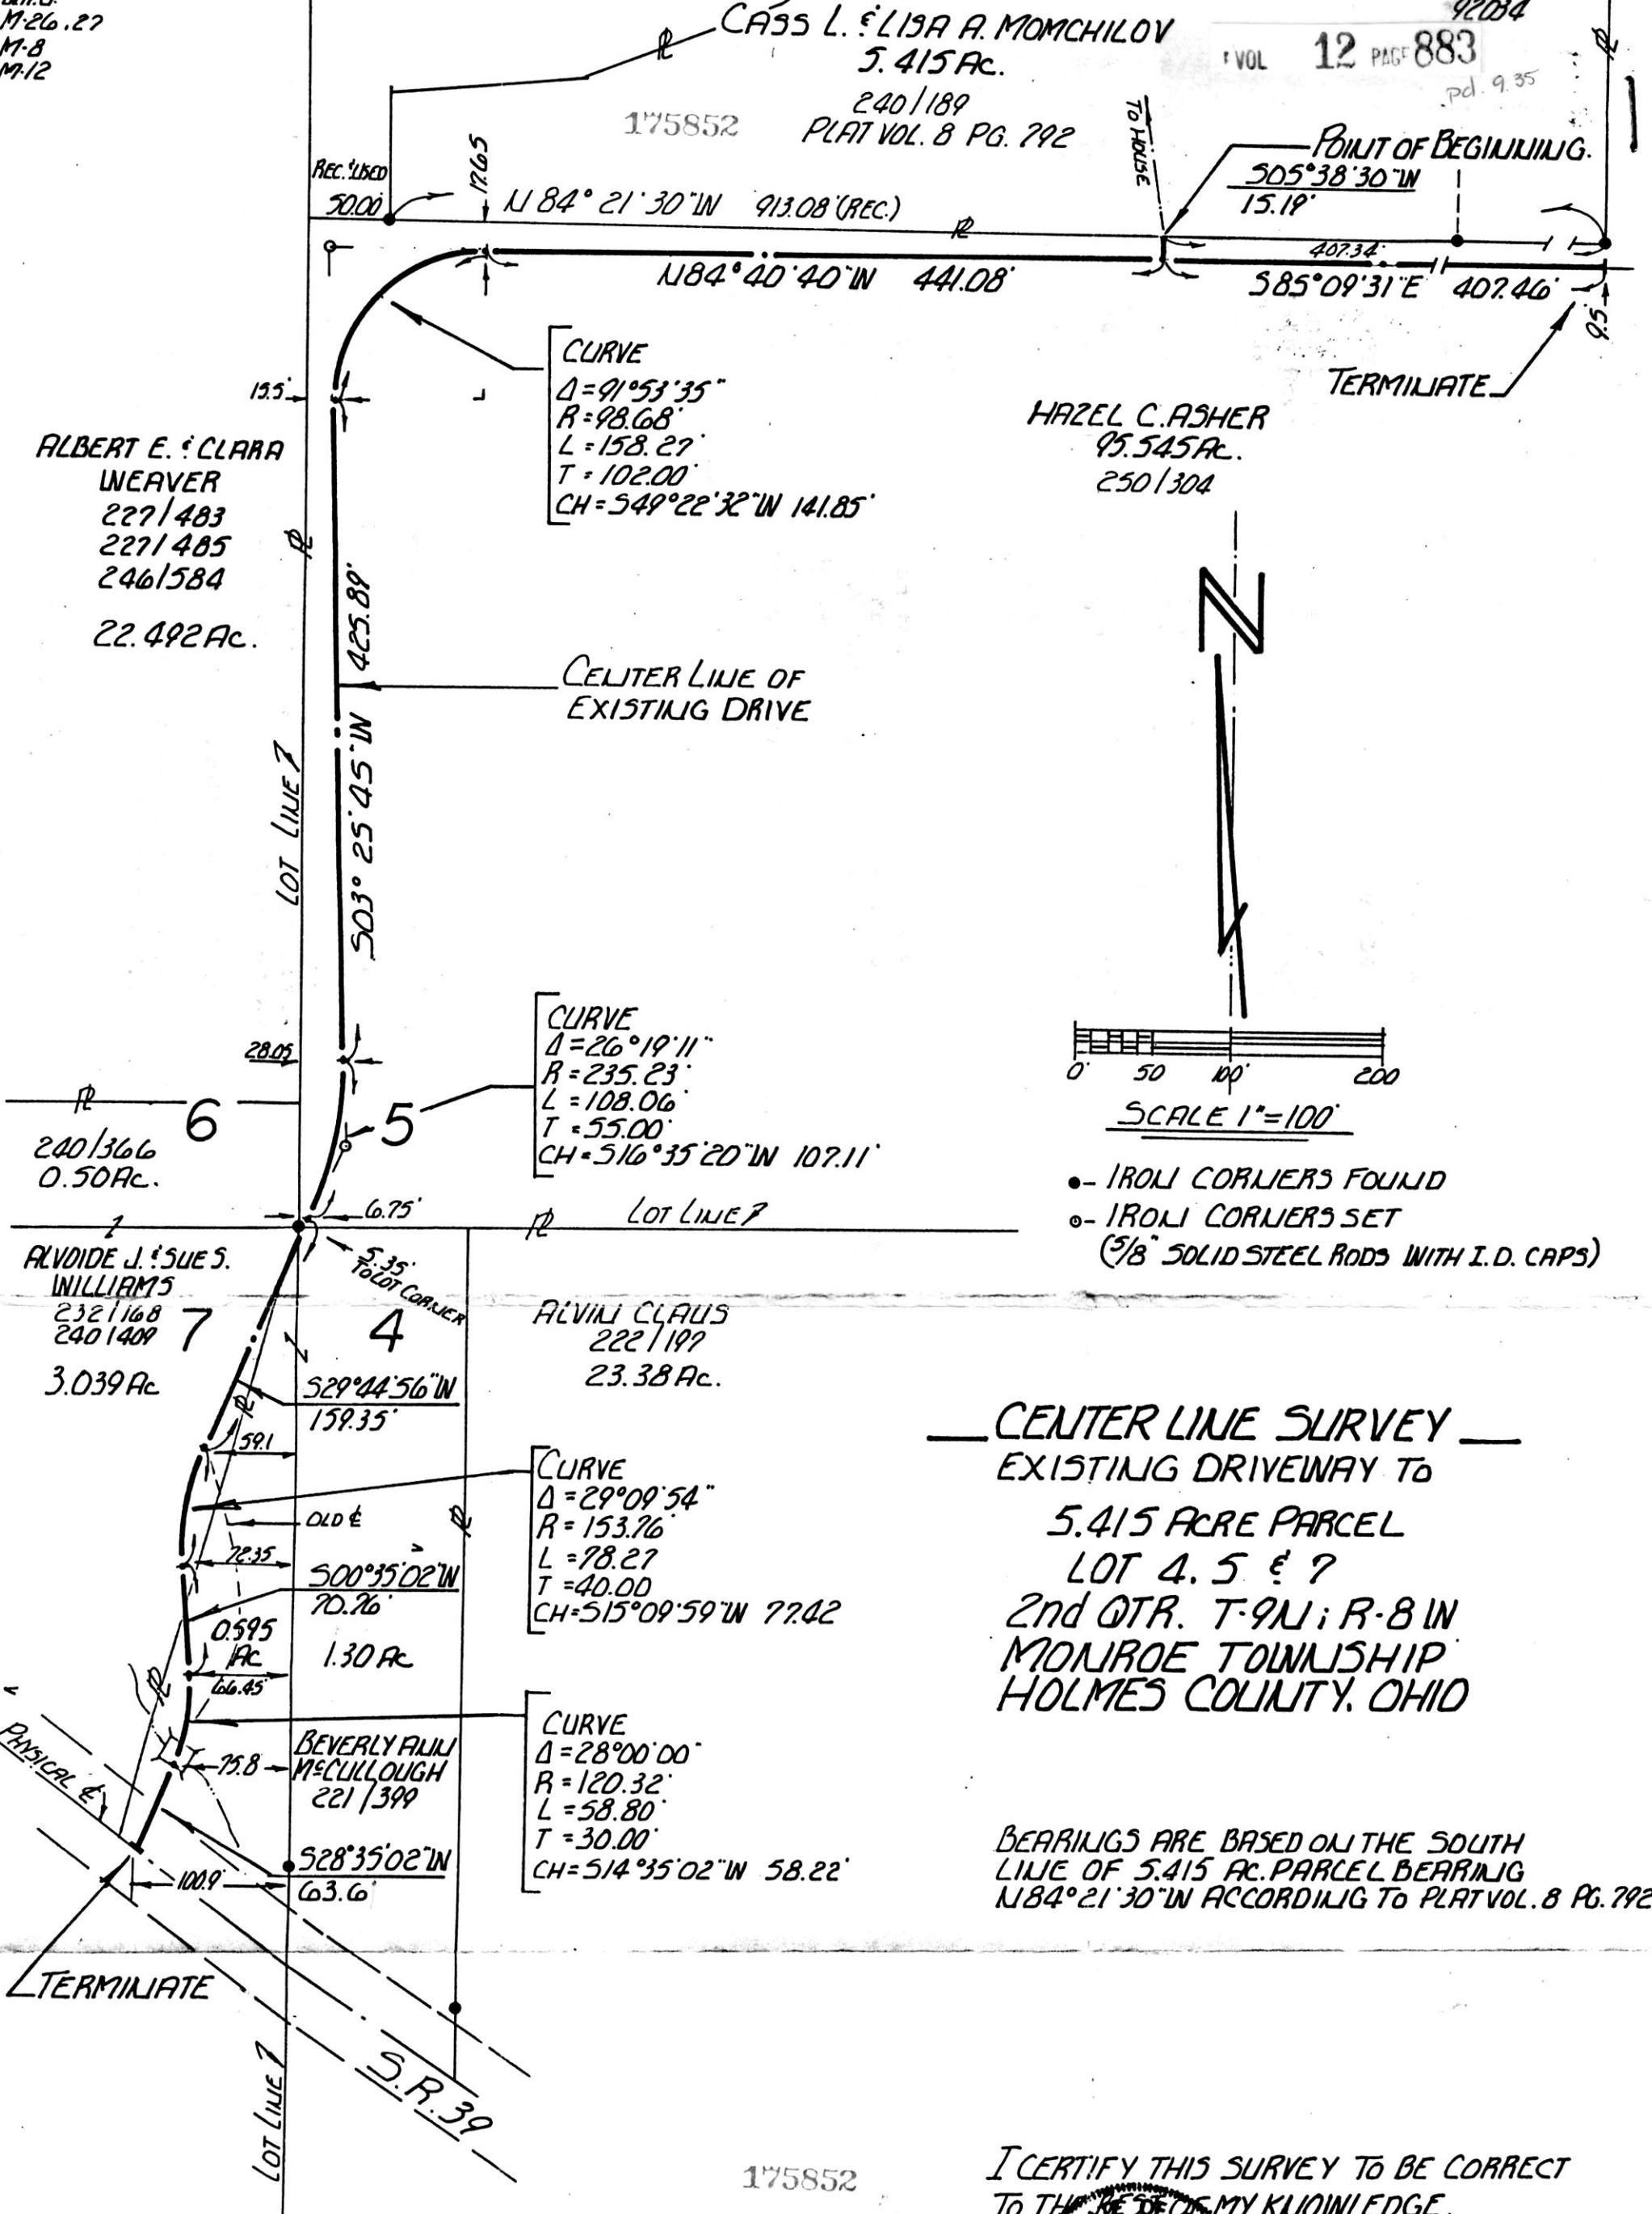 M-26.27
M-8
M-12
CASS L. & LISA A. MOMCHILOV
5.415 AC.
240/189
PLAT VOL. 8 PG. 792
175852
92034
VOL 12 PAGE 883
pd. 9.35
REC. & USED
50.00'
17.65
N 84° 21' 30" W 913.08' (REC.)
TO HOUSE
POINT OF BEGINNING.
S05° 38' 30" W
15.19'
407.34'
N84° 40' 40" W 441.08'
S85° 09' 31" E 407.46'
9.5'
TERMINATE
CURVE
Δ = 91° 53' 35"
R = 98.68'
L = 158.27'
T = 102.00'
CH = S49° 22' 32" W 141.85'
15.5'
HAZEL C. ASHER
95.545 AC.
250/304
ALBERT E. & CLARA
WEAVER
227/483
227/485
246/584
22.492 AC.
N
S03° 25' 45" W 425.89'
CENTER LINE OF
EXISTING DRIVE
LOT LINE
28.05
CURVE
Δ = 26° 19' 11"
R = 235.23'
L = 108.06'
T = 55.00'
CH = S16° 35' 20" W 107.11'
0' 50 100' 200
SCALE 1" = 100'
6
5
240/366
0.50 AC.
●- IRON CORNERS FOUND
○- IRON CORNERS SET
(5/8" SOLID STEEL RODS WITH I.D. CAPS)
6.75'
LOT LINE
5.35'
TO LOT CORNER
ALVOIDE J. & SUE S.
WILLIAMS
232/168
240/409
3.039 AC
7
4
ALVIN CLAUS
222/197
23.38 AC.
S29° 44' 56" W
159.35'
59.1
CENTER LINE SURVEY
EXISTING DRIVEWAY TO
5.415 ACRE PARCEL
LOT 4. 5 & 7
2nd QTR. T-9N; R-8W
MONROE TOWNSHIP
HOLMES COUNTY. OHIO
CURVE
Δ = 29° 09' 54"
R = 153.76'
L = 78.27
T = 40.00
CH = S15° 09' 59" W 77.42
OLD ℄
72.35
S00° 35' 02" W
70.76'
0.595
AC
1.30 AC
66.45'
CURVE
Δ = 28° 00' 00"
R = 120.32'
L = 58.80'
T = 30.00'
CH = S14° 35' 02" W 58.22'
PHYSICAL ℄
75.8
BEVERLY ANN
McCULLOUGH
221/399
S28° 35' 02" W
63.6'
100.9'
BEARINGS ARE BASED ON THE SOUTH
LINE OF 5.415 AC. PARCEL BEARING
N84° 21' 30" W ACCORDING TO PLAT VOL. 8 PG. 792
TERMINATE
S.R. 39
LOT LINE
175852
I CERTIFY THIS SURVEY TO BE CORRECT
TO THE BEST OF MY KNOWLEDGE.